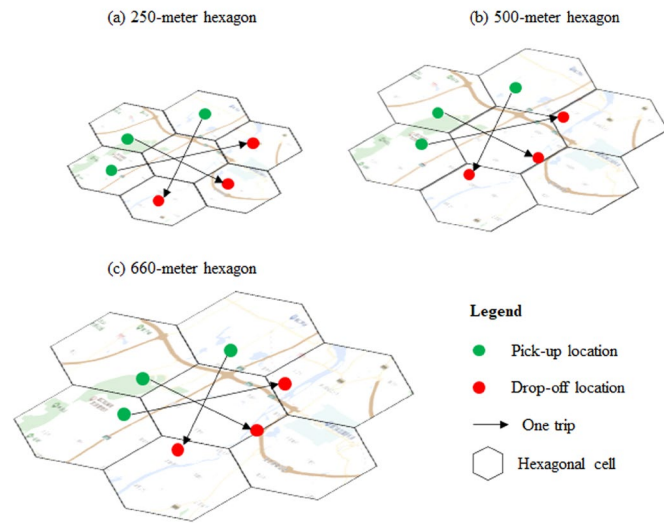 (a) 250-meter hexagon
(b) 500-meter hexagon
(c) 660-meter hexagon
Legend
Pick-up location
Drop-off location
One trip
Hexagonal cell